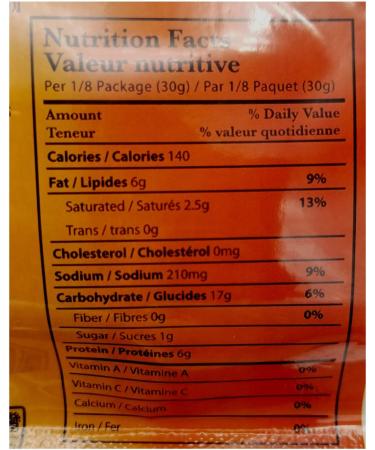 Nutrition Facts
Valeur nutritive
Per 1/8 Package (30g) / Par 1/8 Paquet (30g)
Amount % Daily Value
Teneur % valeur quotidienne
Calories / Calories 140
Fat / Lipides 6g 9%
Saturated / Saturés 2.5g 13%
Trans / trans 0g
Cholesterol / Cholestérol 0mg
Sodium / Sodium 210mg 9%
Carbohydrate / Glucides 17g 6%
Fiber / Fibres 0g 0%
Sugar / Sucres 1g
Protein / Protéines 6g
Vitamin A / Vitamine A 0%
Vitamin C / Vitamine C 0%
Calcium / Calcium 0%
Iron / Fer 0%